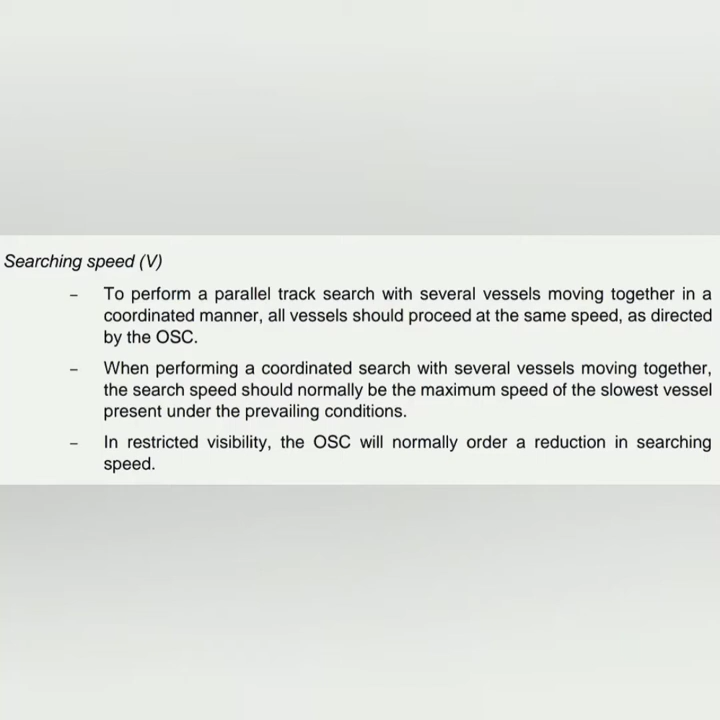 Searching speed (V)
– To perform a parallel track search with several vessels moving together in a
coordinated manner, all vessels should proceed at the same speed, as directed
by the OSC.
– When performing a coordinated search with several vessels moving together,
the search speed should normally be the maximum speed of the slowest vessel
present under the prevailing conditions.
– In restricted visibility, the OSC will normally order a reduction in searching
speed.